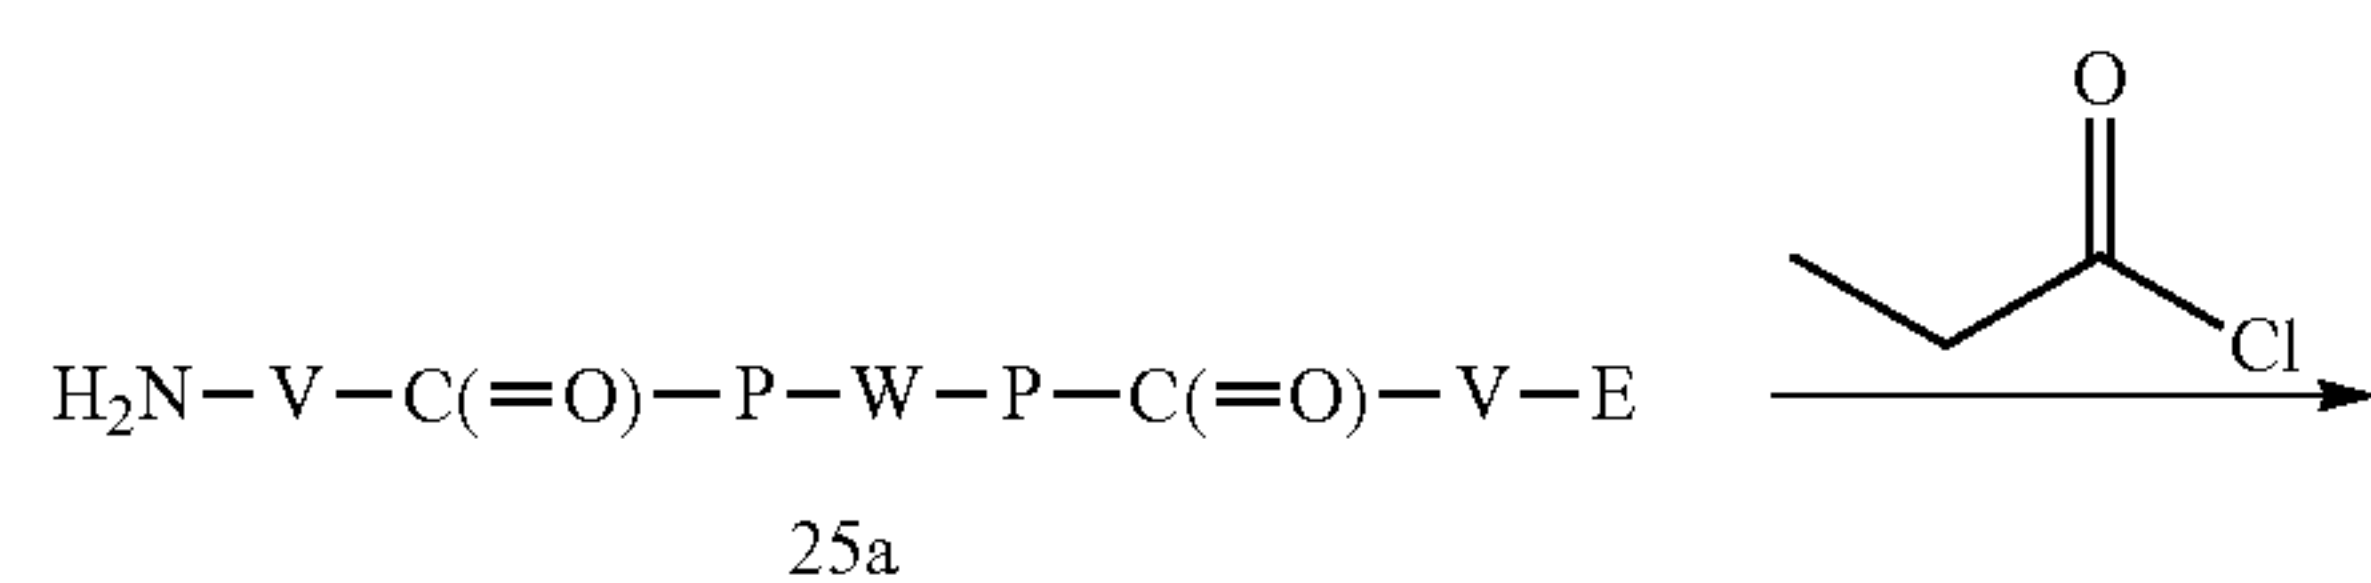 O
Cl
H₂N—V—C(=O)—P—W—P—C(=O)—V—E
25a